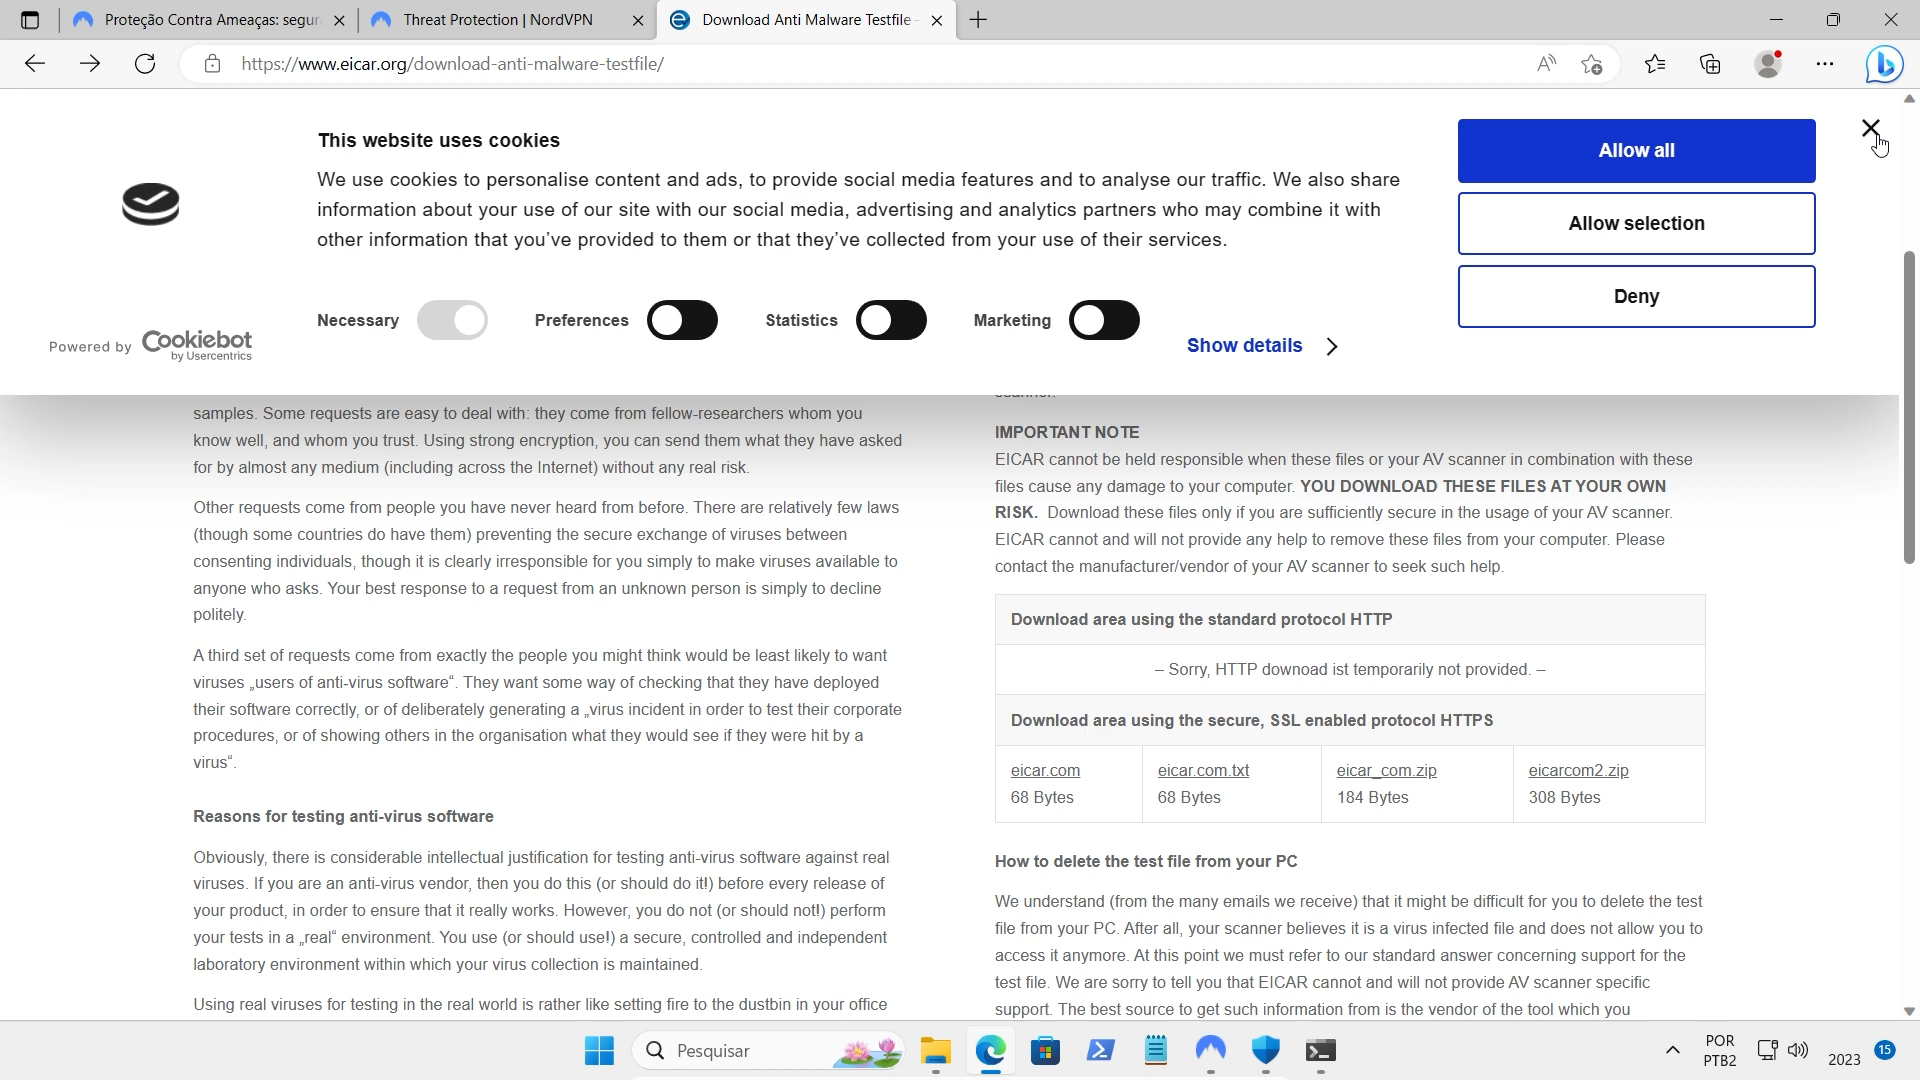 Proteção Contra Ameaças: segur
Threat Protection | NordVPN
Download Anti Malware Testfile -
https://www.eicar.org/download-anti-malware-testfile/
This website uses cookies
We use cookies to personalise content and ads, to provide social media features and to analyse our traffic. We also share
information about your use of our site with our social media, advertising and analytics partners who may combine it with
other information that you've provided to them or that they've collected from your use of their services.
Allow all
Allow selection
Deny
Necessary
Preferences
Statistics
Marketing
Show details
Powered by Cookiebot
by Usercentrics
samples. Some requests are easy to deal with: they come from fellow-researchers whom you
know well, and whom you trust. Using strong encryption, you can send them what they have asked
for by almost any medium (including across the Internet) without any real risk.
Other requests come from people you have never heard from before. There are relatively few laws
(though some countries do have them) preventing the secure exchange of viruses between
consenting individuals, though it is clearly irresponsible for you simply to make viruses available to
anyone who asks. Your best response to a request from an unknown person is simply to decline
politely.
A third set of requests come from exactly the people you might think would be least likely to want
viruses „users of anti-virus software“. They want some way of checking that they have deployed
their software correctly, or of deliberately generating a „virus incident in order to test their corporate
procedures, or of showing others in the organisation what they would see if they were hit by a
virus“.
Reasons for testing anti-virus software
Obviously, there is considerable intellectual justification for testing anti-virus software against real
viruses. If you are an anti-virus vendor, then you do this (or should do it!) before every release of
your product, in order to ensure that it really works. However, you do not (or should not!) perform
your tests in a „real“ environment. You use (or should use!) a secure, controlled and independent
laboratory environment within which your virus collection is maintained.
Using real viruses for testing in the real world is rather like setting fire to the dustbin in your office
scanner.
IMPORTANT NOTE
EICAR cannot be held responsible when these files or your AV scanner in combination with these
files cause any damage to your computer. YOU DOWNLOAD THESE FILES AT YOUR OWN
RISK. Download these files only if you are sufficiently secure in the usage of your AV scanner.
EICAR cannot and will not provide any help to remove these files from your computer. Please
contact the manufacturer/vendor of your AV scanner to seek such help.
Download area using the standard protocol HTTP
– Sorry, HTTP downoad ist temporarily not provided. –
Download area using the secure, SSL enabled protocol HTTPS
eicar.com
68 Bytes
eicar.com.txt
68 Bytes
eicar_com.zip
184 Bytes
eicarcom2.zip
308 Bytes
How to delete the test file from your PC
We understand (from the many emails we receive) that it might be difficult for you to delete the test
file from your PC. After all, your scanner believes it is a virus infected file and does not allow you to
access it anymore. At this point we must refer to our standard answer concerning support for the
test file. We are sorry to tell you that EICAR cannot and will not provide AV scanner specific
support. The best source to get such information from is the vendor of the tool which you
Pesquisar
POR
PTB2
2023
15